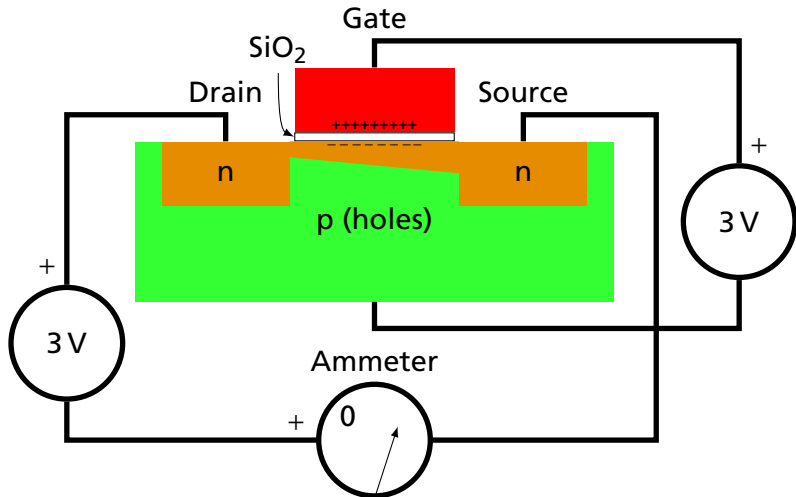 Gate
SiO₂
Drain
Source
+++++++++
− − − − − − − −
n
n
+
p (holes)
3 V
+
3 V
Ammeter
+
0